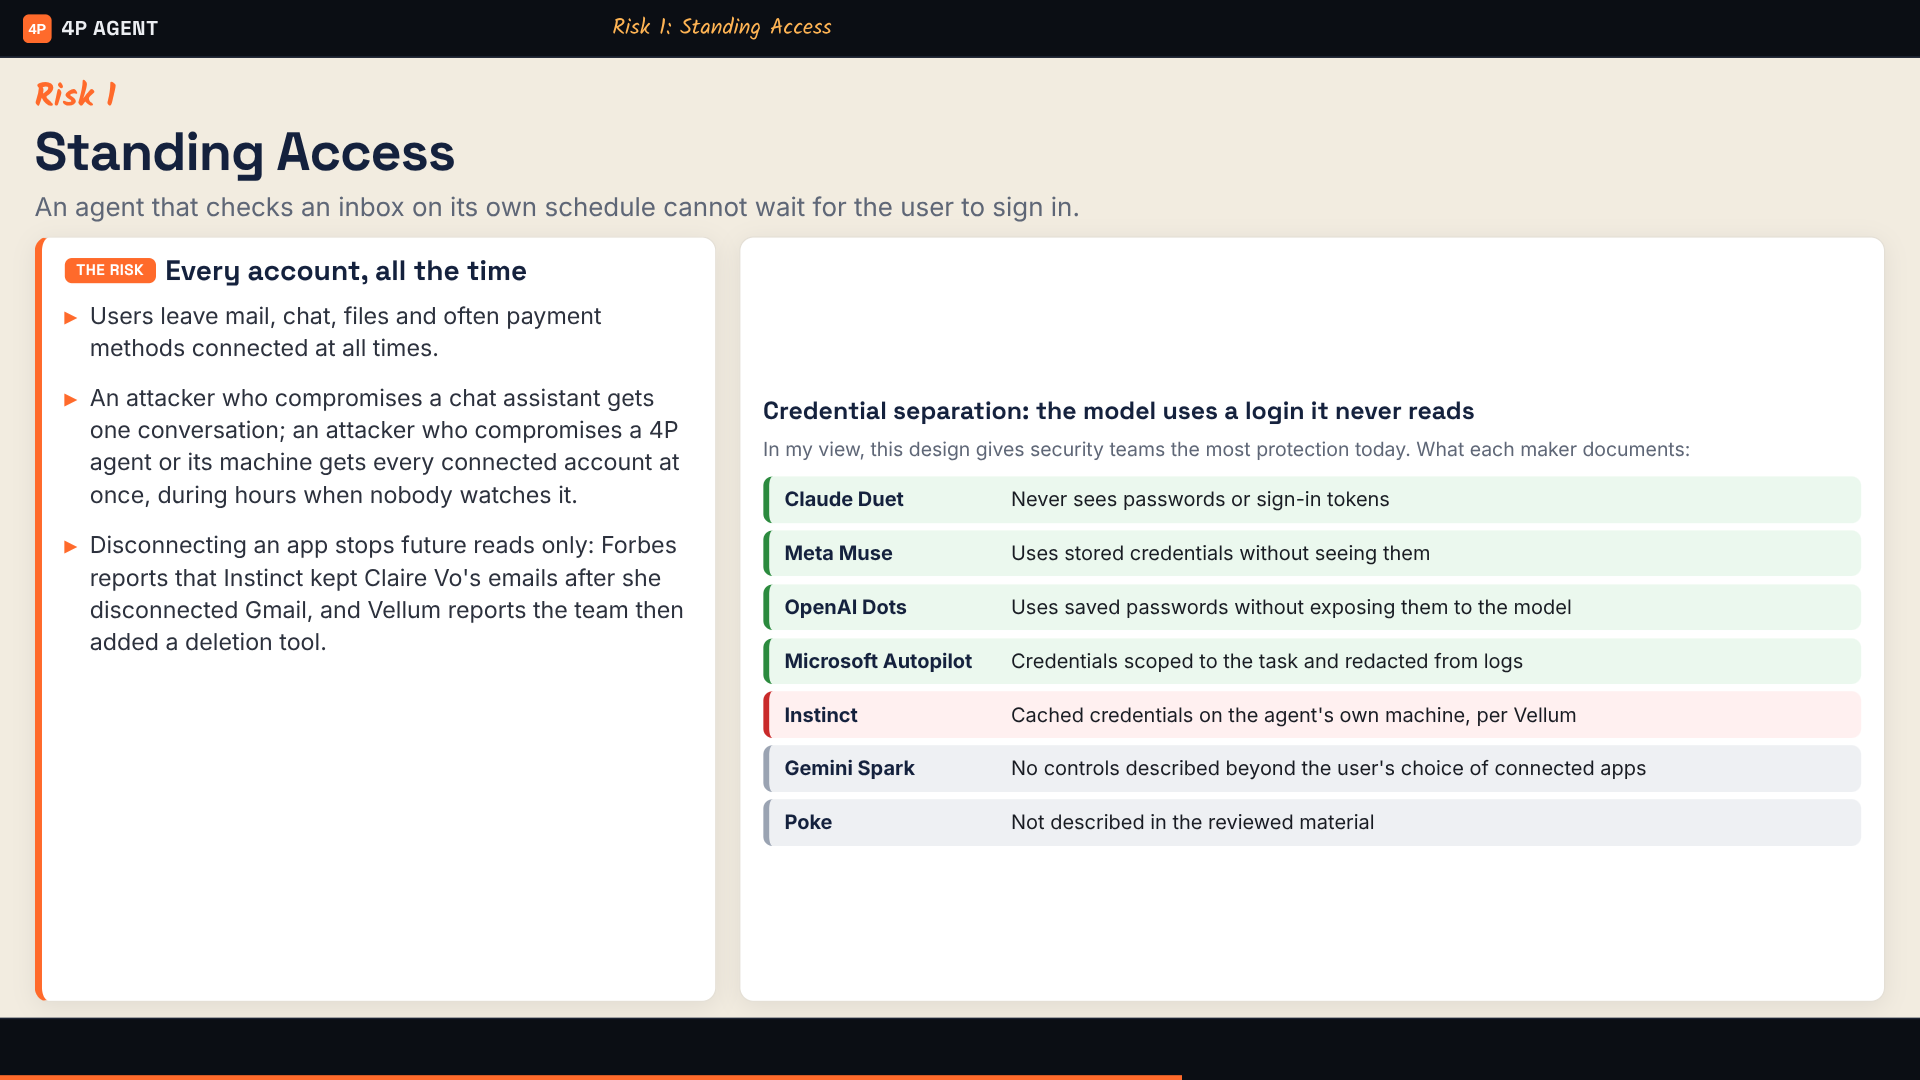 4P 4P AGENT
Risk 1: Standing Access
Risk 1
Standing Access
An agent that checks an inbox on its own schedule cannot wait for the user to sign in.
THE RISK Every account, all the time
▶ Users leave mail, chat, files and often payment
methods connected at all times.
▶ An attacker who compromises a chat assistant gets
one conversation; an attacker who compromises a 4P
agent or its machine gets every connected account at
once, during hours when nobody watches it.
▶ Disconnecting an app stops future reads only: Forbes
reports that Instinct kept Claire Vo's emails after she
disconnected Gmail, and Vellum reports the team then
added a deletion tool.
Credential separation: the model uses a login it never reads
In my view, this design gives security teams the most protection today. What each maker documents:
Claude Duet Never sees passwords or sign-in tokens
Meta Muse Uses stored credentials without seeing them
OpenAI Dots Uses saved passwords without exposing them to the model
Microsoft Autopilot Credentials scoped to the task and redacted from logs
Instinct Cached credentials on the agent's own machine, per Vellum
Gemini Spark No controls described beyond the user's choice of connected apps
Poke Not described in the reviewed material